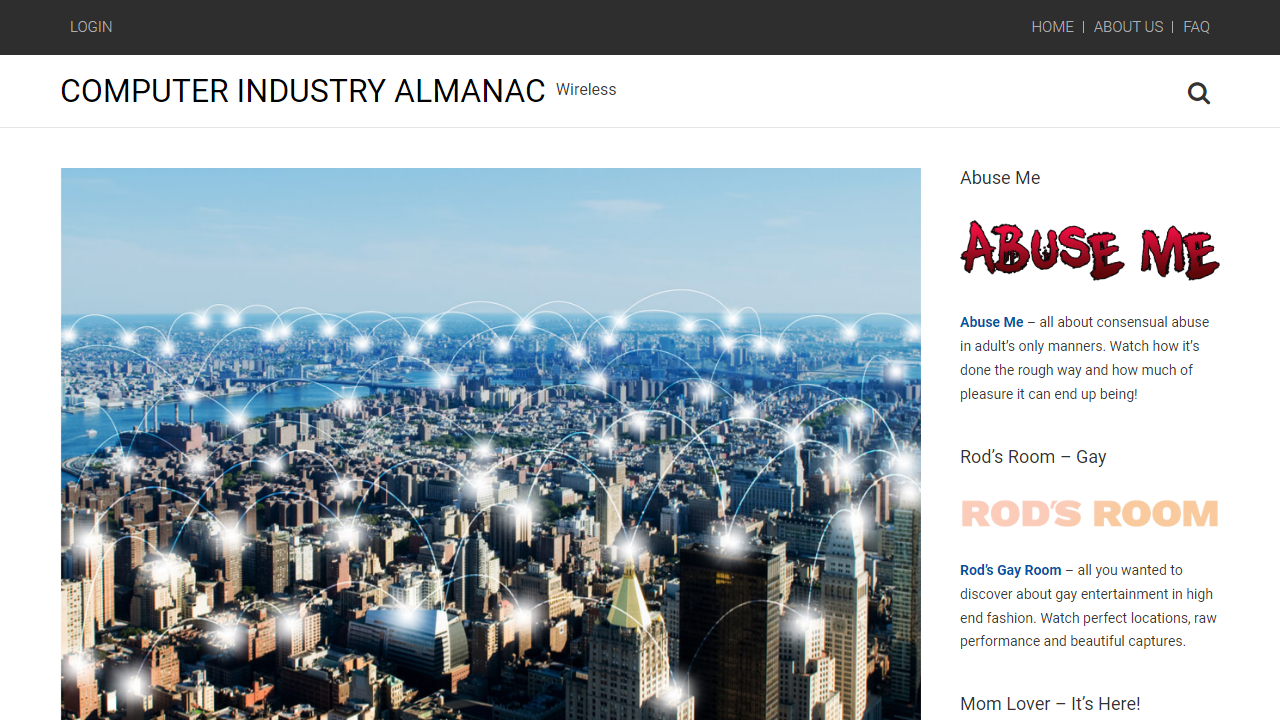 LOGIN
HOME | ABOUT US | FAQ
COMPUTER INDUSTRY ALMANAC Wireless
Abuse Me
ABUSE ME
Abuse Me – all about consensual abuse
in adult's only manners. Watch how it's
done the rough way and how much of
pleasure it can end up being!
Rod’s Room – Gay
ROD'S ROOM
Rod’s Gay Room – all you wanted to
discover about gay entertainment in high
end fashion. Watch perfect locations, raw
performance and beautiful captures.
Mom Lover – It’s Here!